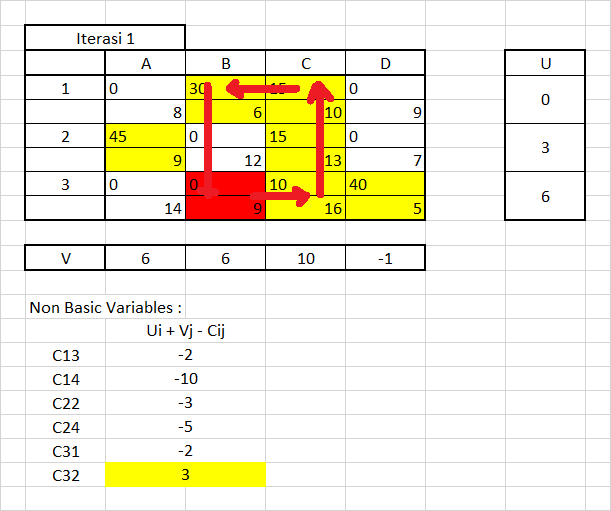 Iterasi 1
A B C D U
1 0 30 15 0 0
8 6 10 9
2 45 0 15 0 3
9 12 13 7
3 0 0 10 40 6
14 9 16 5
V 6 6 10 -1
Non Basic Variables :
Ui + Vj - Cij
C13 -2
C14 -10
C22 -3
C24 -5
C31 -2
C32 3